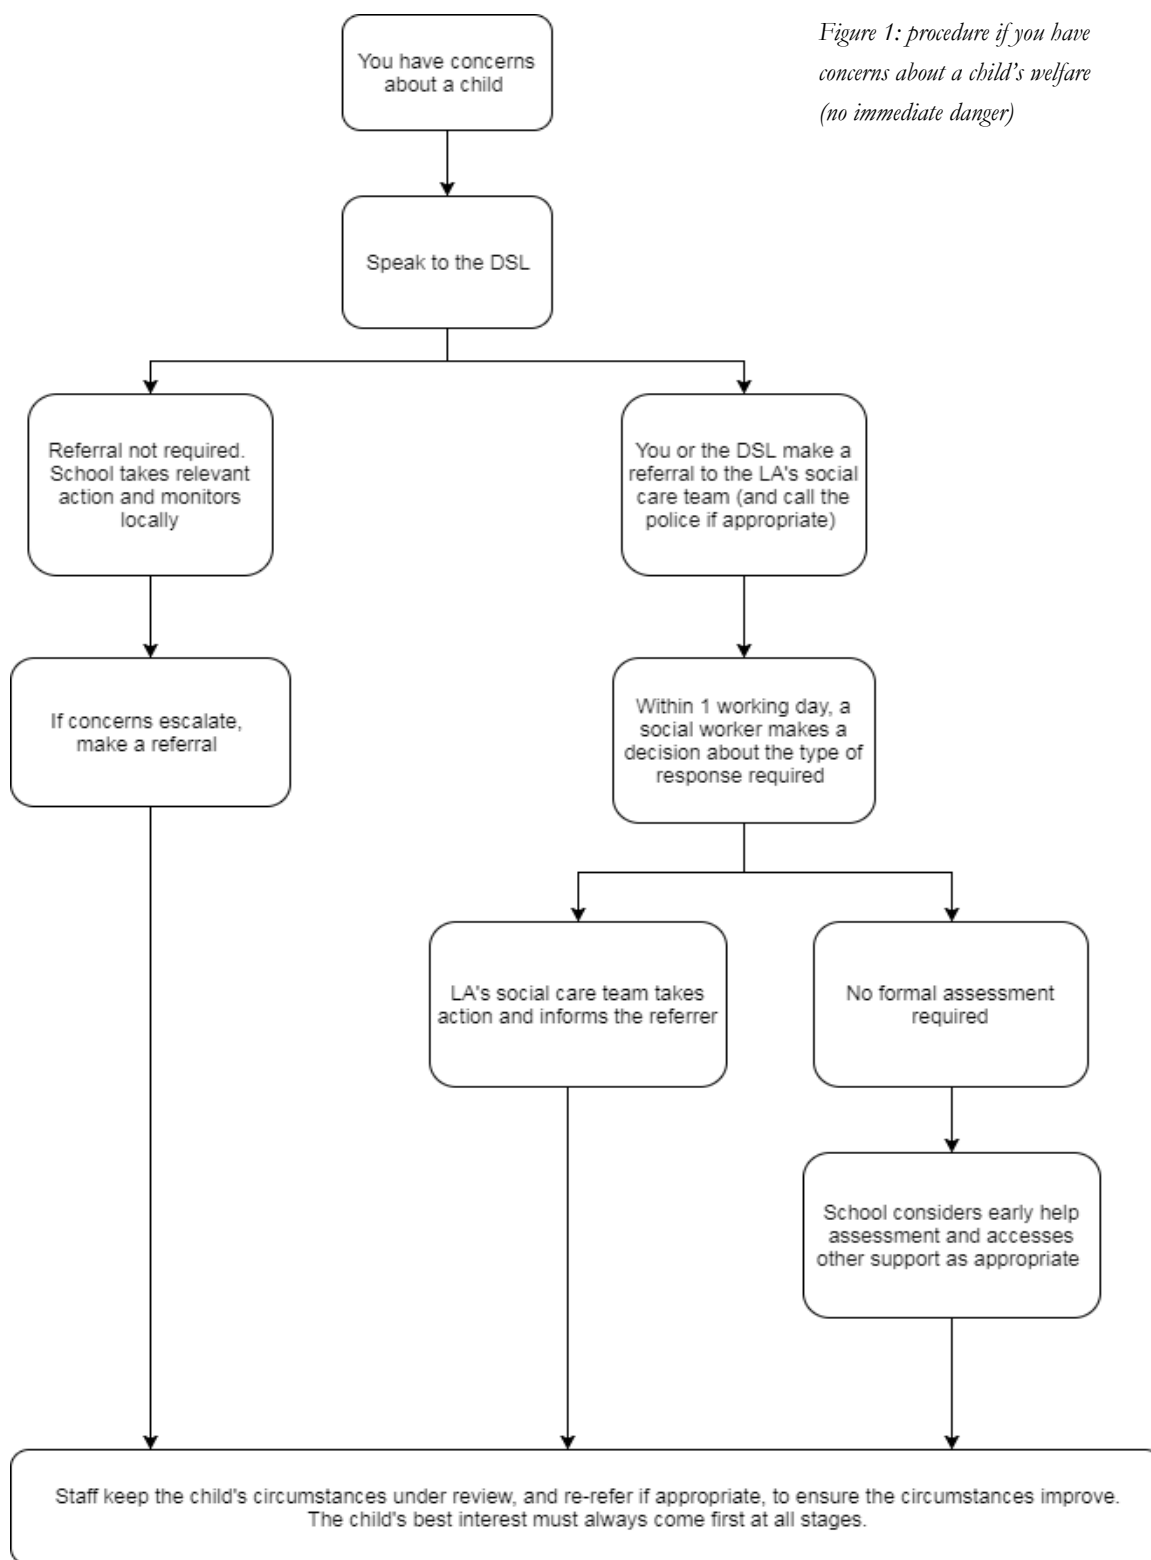 Figure 1: procedure if you have
concerns about a child's welfare
(no immediate danger)
You have concerns
about a child
Speak to the DSL
Referral not required.
School takes relevant
action and monitors
locally
You or the DSL make a
referral to the LA's social
care team (and call the
police if appropriate)
If concerns escalate,
make a referral
Within 1 working day, a
social worker makes a
decision about the type of
response required
LA's social care team takes
action and informs the referrer
No formal assessment
required
School considers early help
assessment and accesses
other support as appropriate
Staff keep the child's circumstances under review, and re-refer if appropriate, to ensure the circumstances improve.
The child's best interest must always come first at all stages.